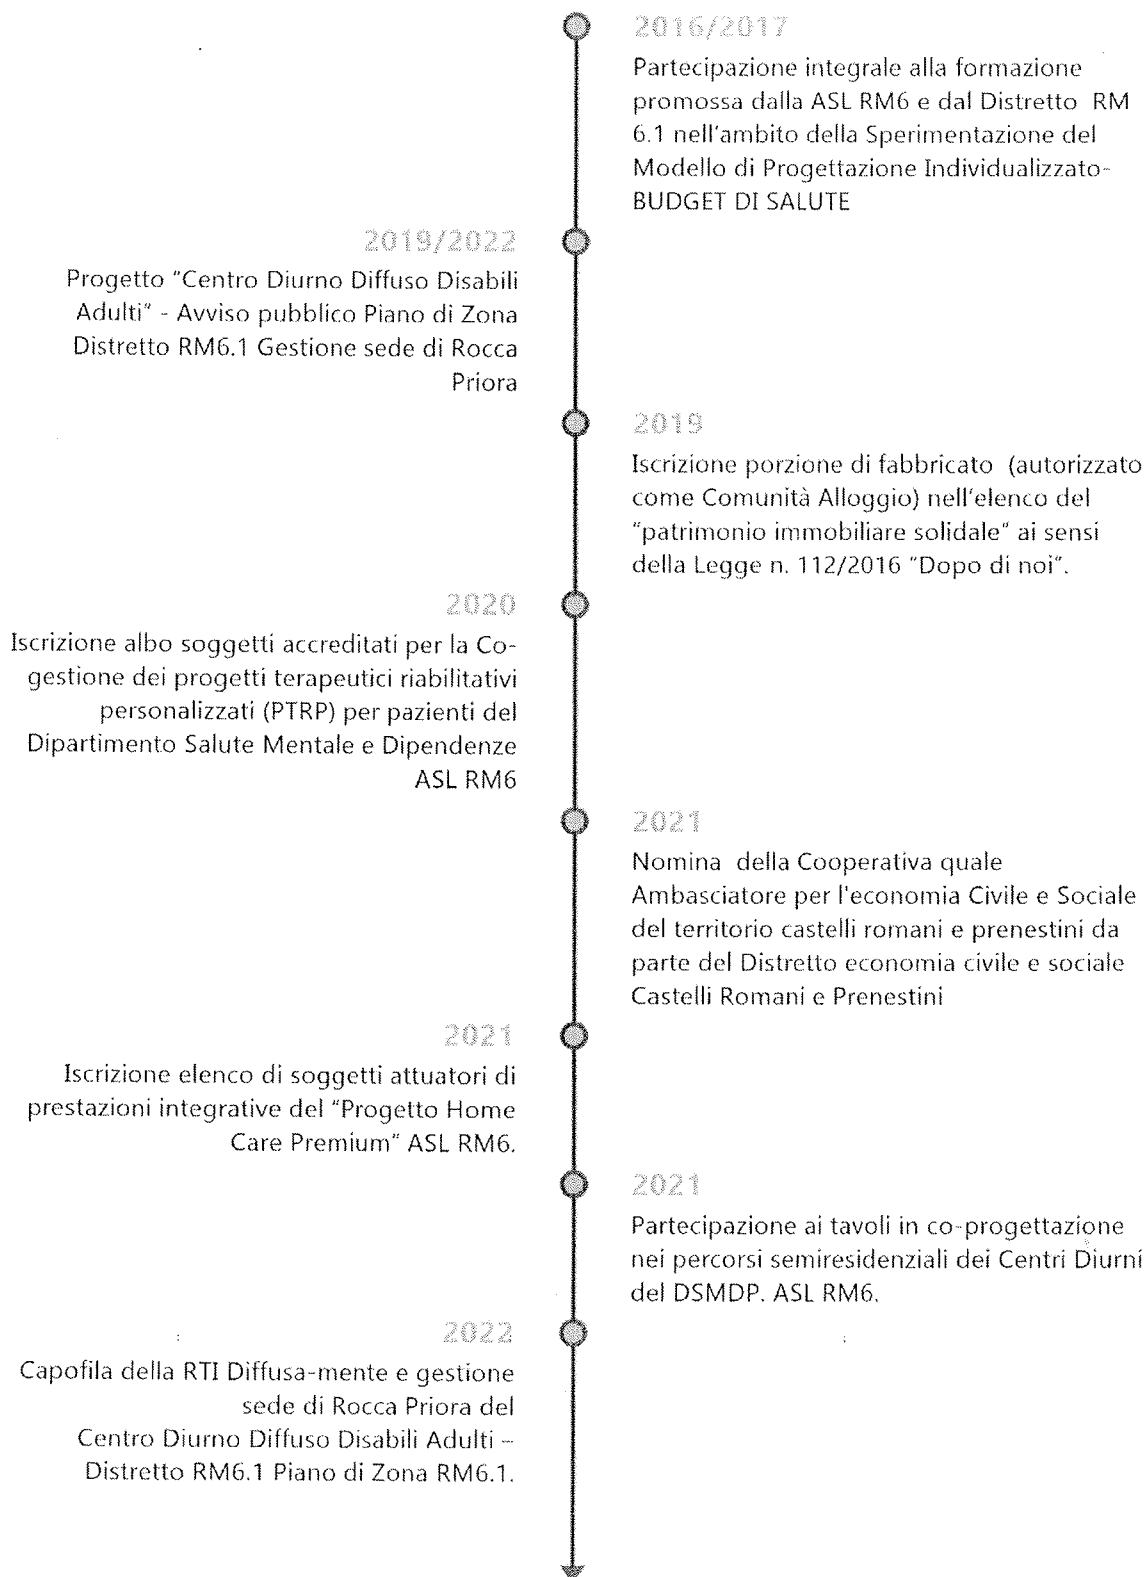 2016/2017
Partecipazione integrale alla formazione
promossa dalla ASL RM6 e dal Distretto  RM
6.1 nell'ambito della Sperimentazione del
Modello di Progettazione Individualizzato-
BUDGET DI SALUTE
2019/2022
Progetto "Centro Diurno Diffuso Disabili
Adulti" - Avviso pubblico Piano di Zona
Distretto RM6.1 Gestione sede di Rocca
Priora
2019
Iscrizione porzione di fabbricato  (autorizzato
come Comunità Alloggio) nell'elenco del
"patrimonio immobiliare solidale" ai sensi
della Legge n. 112/2016 "Dopo di noi".
2020
Iscrizione albo soggetti accreditati per la Co-
gestione dei progetti terapeutici riabilitativi
personalizzati (PTRP) per pazienti del
Dipartimento Salute Mentale e Dipendenze
ASL RM6
2021
Nomina  della Cooperativa quale
Ambasciatore per l'economia Civile e Sociale
del territorio castelli romani e prenestini da
parte del Distretto economia civile e sociale
Castelli Romani e Prenestini
2021
Iscrizione elenco di soggetti attuatori di
prestazioni integrative del "Progetto Home
Care Premium" ASL RM6.
2021
Partecipazione ai tavoli in co-progettazione
nei percorsi semiresidenziali dei Centri Diurni
del DSMDP. ASL RM6.
2022
Capofila della RTI Diffusa-mente e gestione
sede di Rocca Priora del
Centro Diurno Diffuso Disabili Adulti –
Distretto RM6.1 Piano di Zona RM6.1.